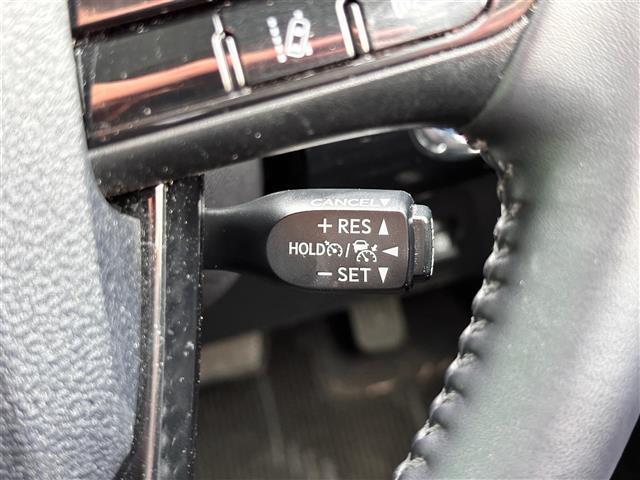 CANCEL▼
+ RES ▲
HOLD / ◀
− SET ▼